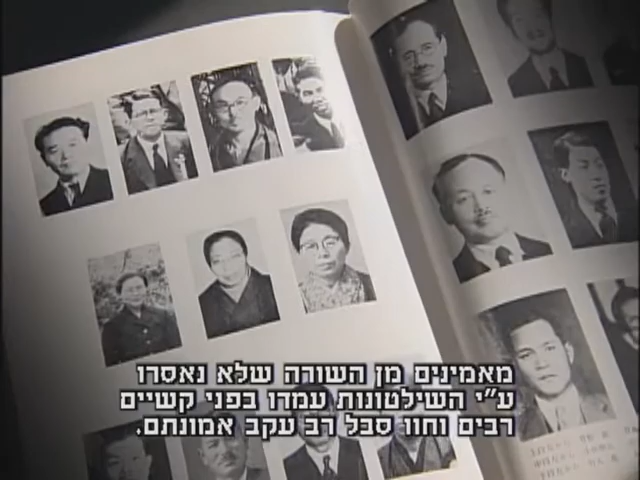 מאמינים מן השורה שלא נאסרו
ע"י השילטונות עמדו בפני קשיים
רבים וחוו סבל רב עקב אמונתם.